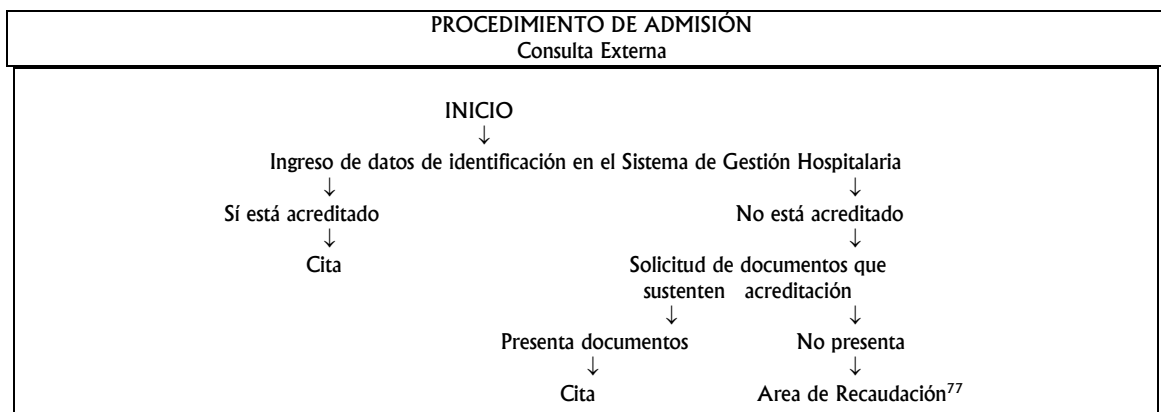 PROCEDIMIENTO DE ADMISIÓN
Consulta Externa
INICIO
↓
Ingreso de datos de identificación en el Sistema de Gestión Hospitalaria
↓ ↓
Sí está acreditado No está acreditado
↓ ↓
Cita Solicitud de documentos que
sustenten acreditación
↓ ↓
Presenta documentos No presenta
↓ ↓
Cita Area de Recaudación77